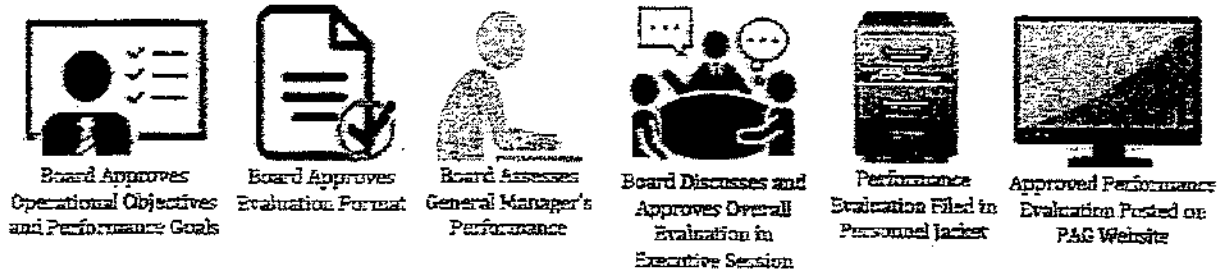 Board Approves
Operational Objectives
and Performance Goals
Board Approves
Evaluation Format
Board Assesses
General Manager's
Performance
Board Discusses and
Approves Overall
Evaluation in
Executive Session
Performance
Evaluation Filed in
Personnel Jacket
Approved Performance
Evaluation Posted on
PAG Website